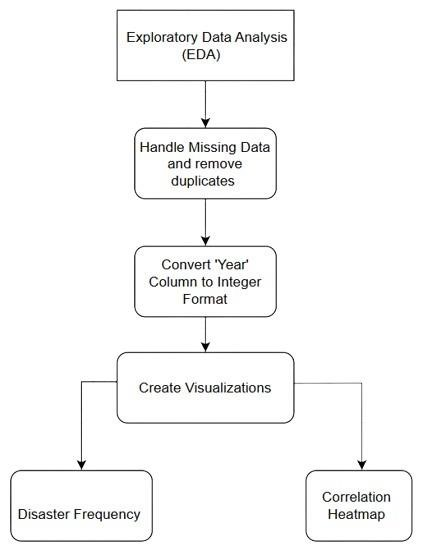 Exploratory Data Analysis
(EDA)
Handle Missing Data
and remove
duplicates
Convert 'Year'
Column to Integer
Format
Create Visualizations
Disaster Frequency
Correlation
Heatmap